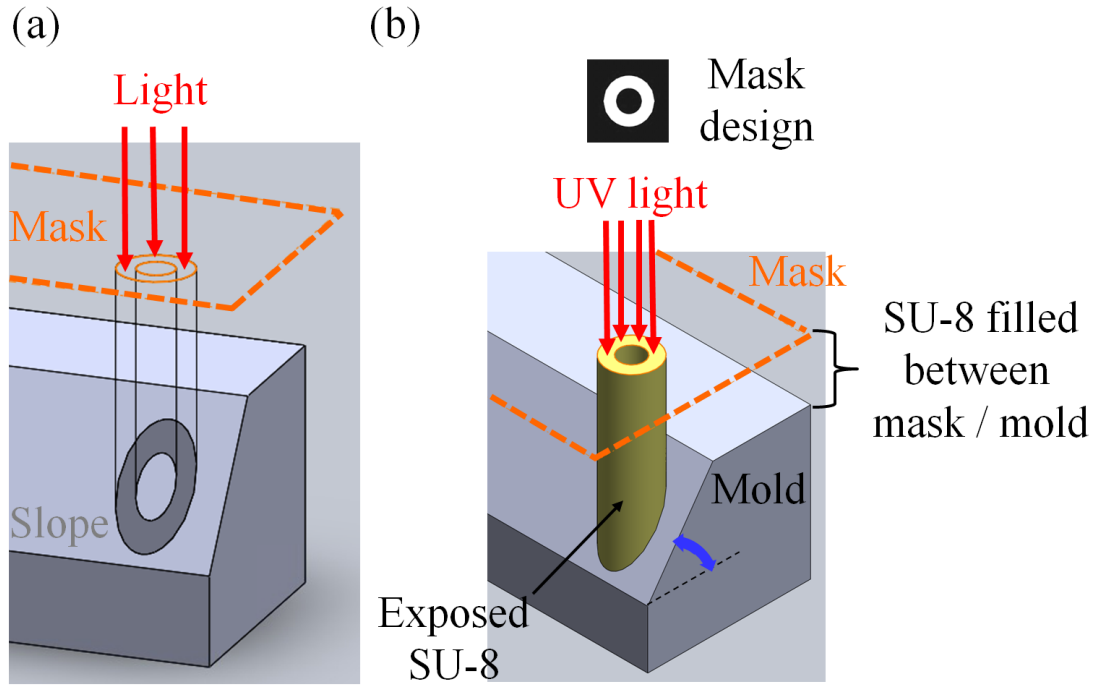 (a)
Light
Mask
Slope
(b)
Mask
design
UV light
Mask
SU-8 filled
between
mask / mold
Mold
Exposed
SU-8